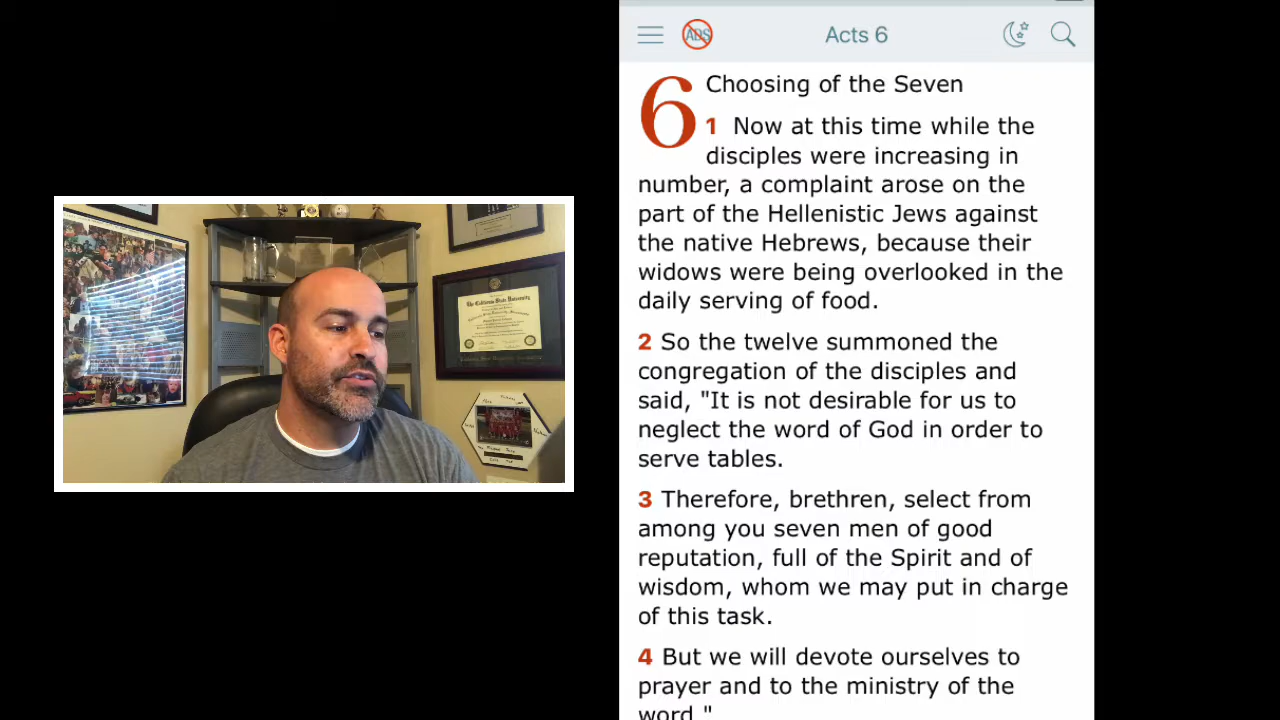 ADS
Acts 6
6
Choosing of the Seven
1 Now at this time while the
disciples were increasing in
number, a complaint arose on the
part of the Hellenistic Jews against
the native Hebrews, because their
widows were being overlooked in the
daily serving of food.
2 So the twelve summoned the
congregation of the disciples and
said, "It is not desirable for us to
neglect the word of God in order to
serve tables.
3 Therefore, brethren, select from
among you seven men of good
reputation, full of the Spirit and of
wisdom, whom we may put in charge
of this task.
4 But we will devote ourselves to
prayer and to the ministry of the
word."
The California State University